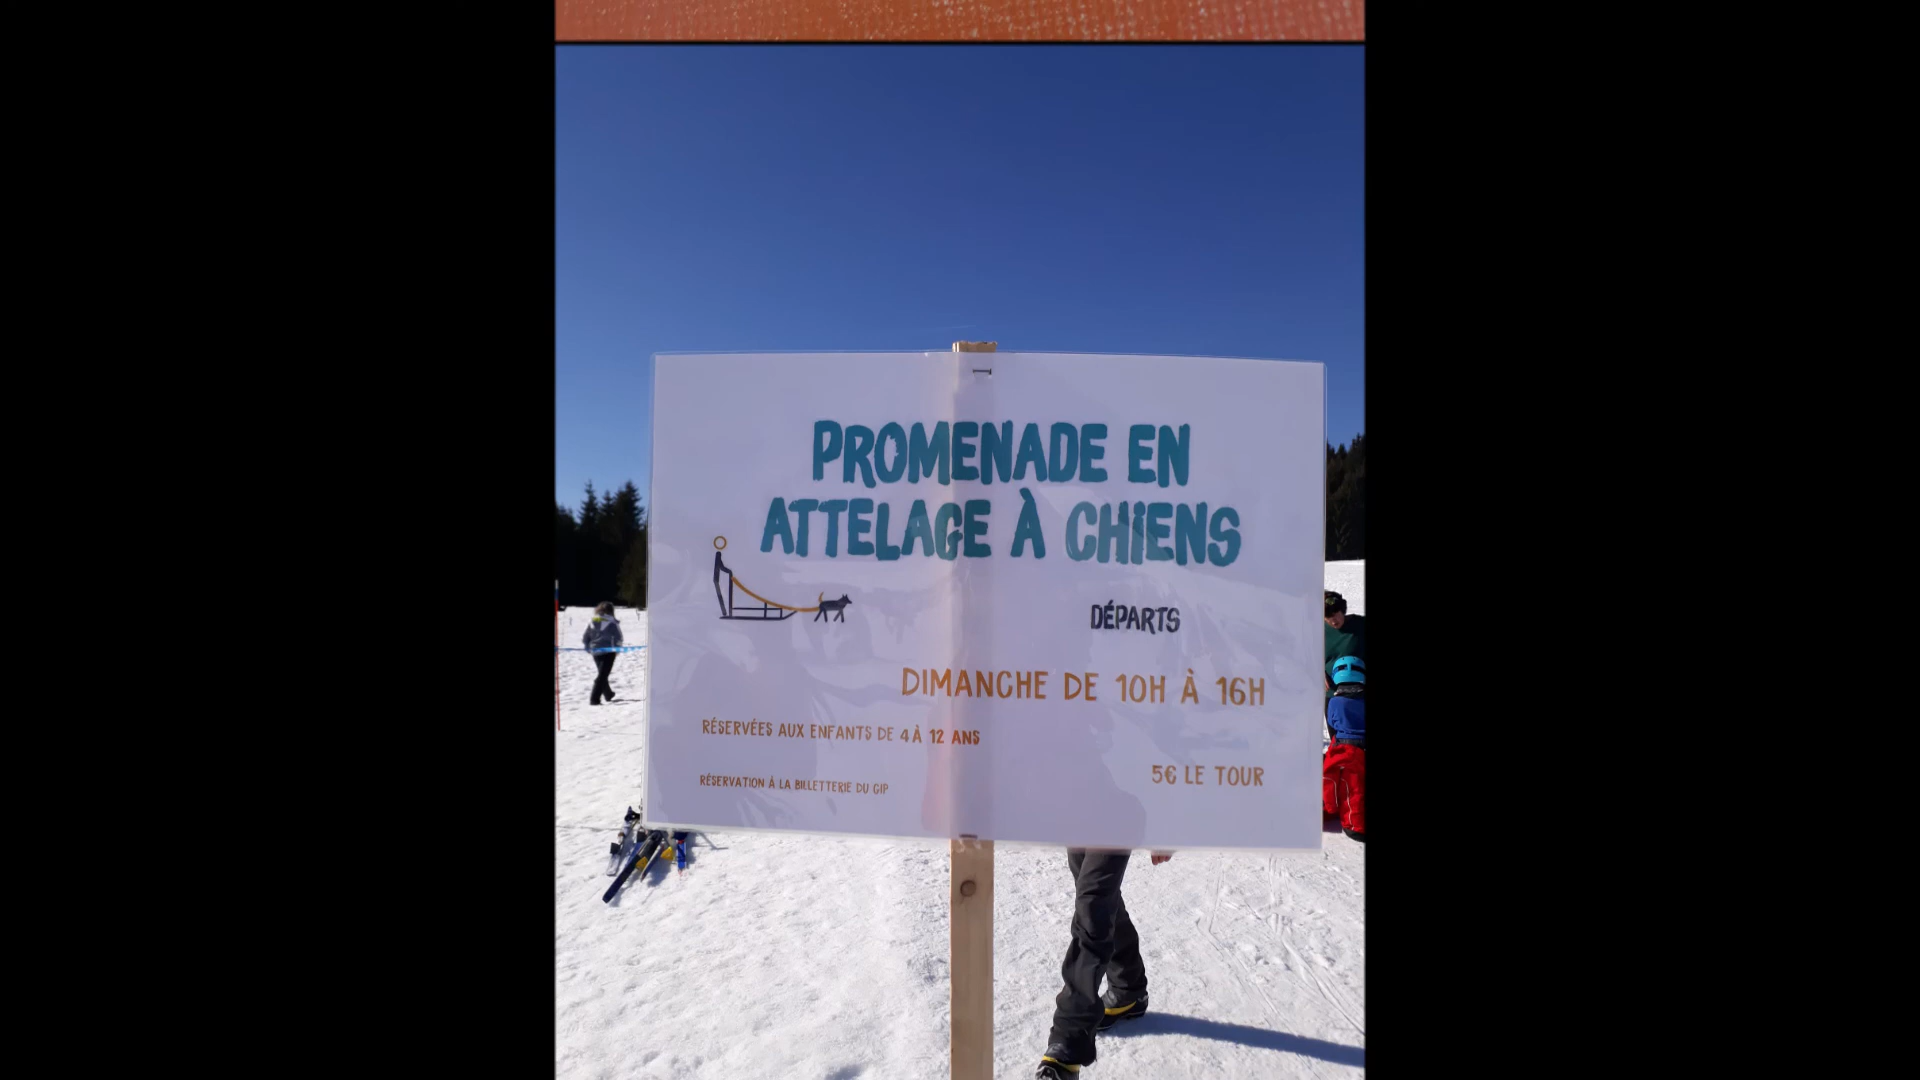 PROMENADE EN
ATTELAGE À CHiENS
DÉPARTS
DIMANCHE DE 10H À 16H
RÉSERVÉES AUX ENFANTS DE 4 À 12 ANS
5€ LE TOUR
RÉSERVATION À LA BILLETTERIE DU GIP